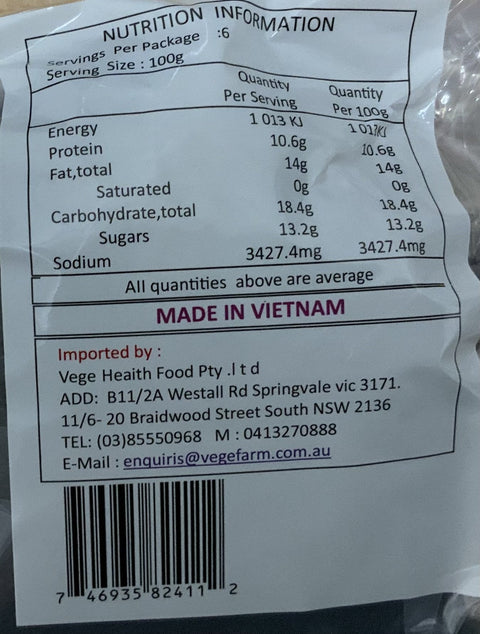 NUTRITION INFORMATION
Servings Per Package :6
Serving Size : 100g
Quantity Per Serving Quantity Per 100g
Energy 1 013 KJ 1 013KJ
Protein 10.6g 10.6g
Fat,total 14g 14g
Saturated 0g 0g
Carbohydrate,total 18.4g 18.4g
Sugars 13.2g 13.2g
Sodium 3427.4mg 3427.4mg
All quantities above are average
MADE IN VIETNAM
Imported by :
Vege Heaith Food Pty .l t d
ADD: B11/2A Westall Rd Springvale vic 3171.
11/6- 20 Braidwood Street South NSW 2136
TEL: (03)85550968 M : 0413270888
E-Mail : enquiris@vegefarm.com.au
7 46935 82411 2